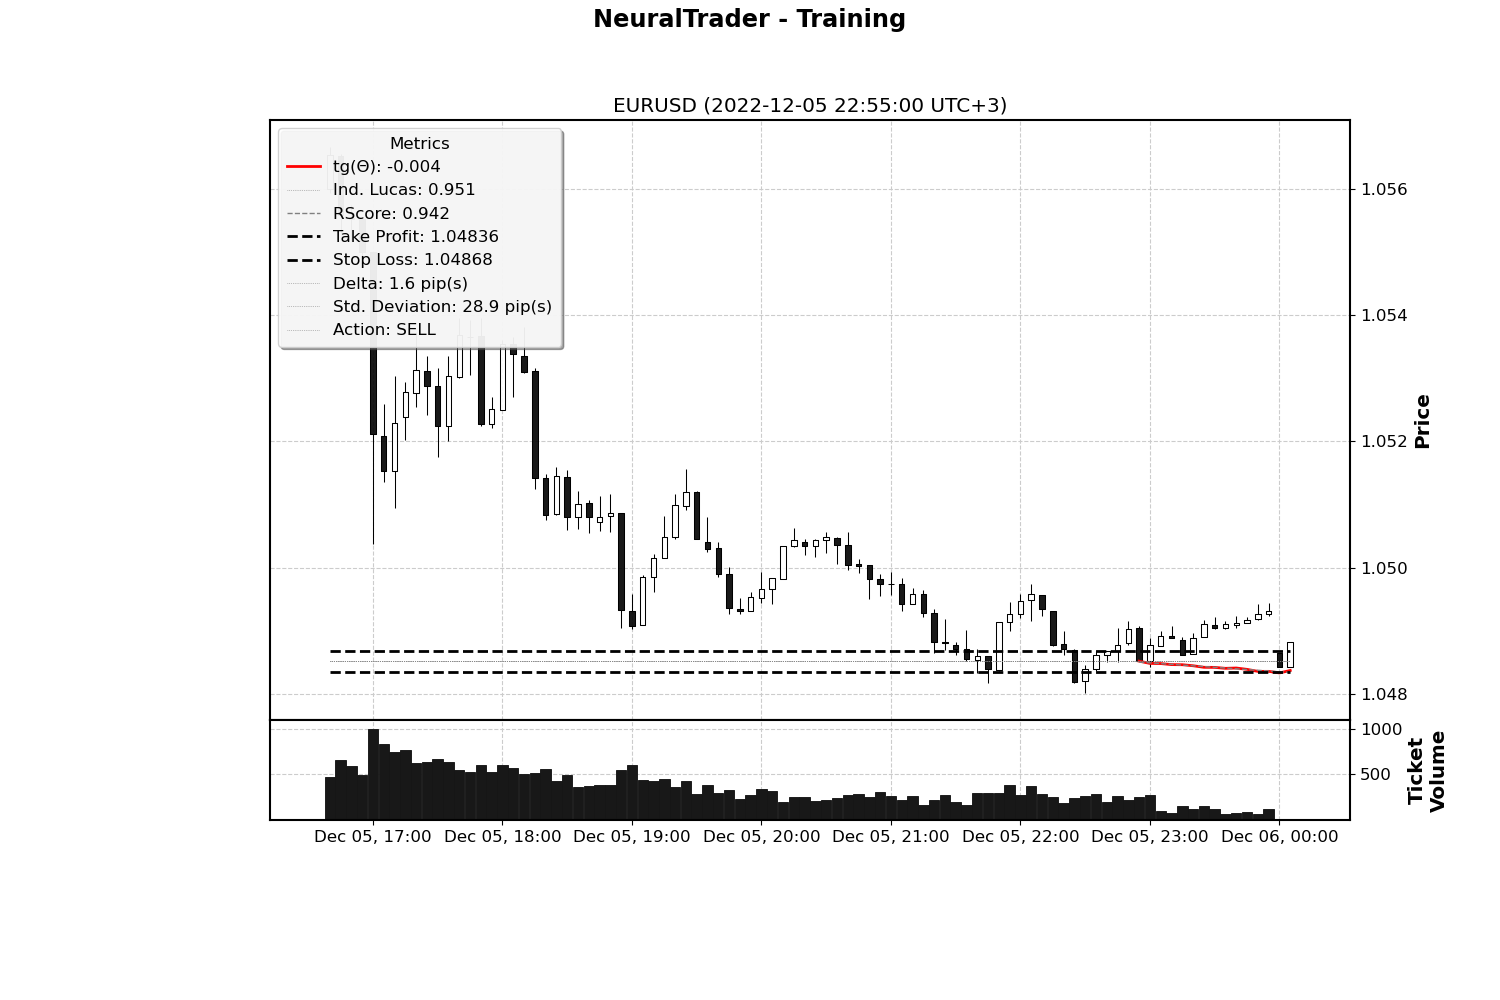 NeuralTrader - Training
EURUSD (2022-12-05 22:55:00 UTC+3)
Metrics
tg(Θ): -0.004
Ind. Lucas: 0.951
RScore: 0.942
Take Profit: 1.04836
Stop Loss: 1.04868
Delta: 1.6 pip(s)
Std. Deviation: 28.9 pip(s)
Action: SELL
1.056
1.054
1.052
1.050
1.048
Price
1000
500
Ticket
Volume
Dec 05, 17:00 Dec 05, 18:00 Dec 05, 19:00 Dec 05, 20:00 Dec 05, 21:00 Dec 05, 22:00 Dec 05, 23:00 Dec 06, 00:00